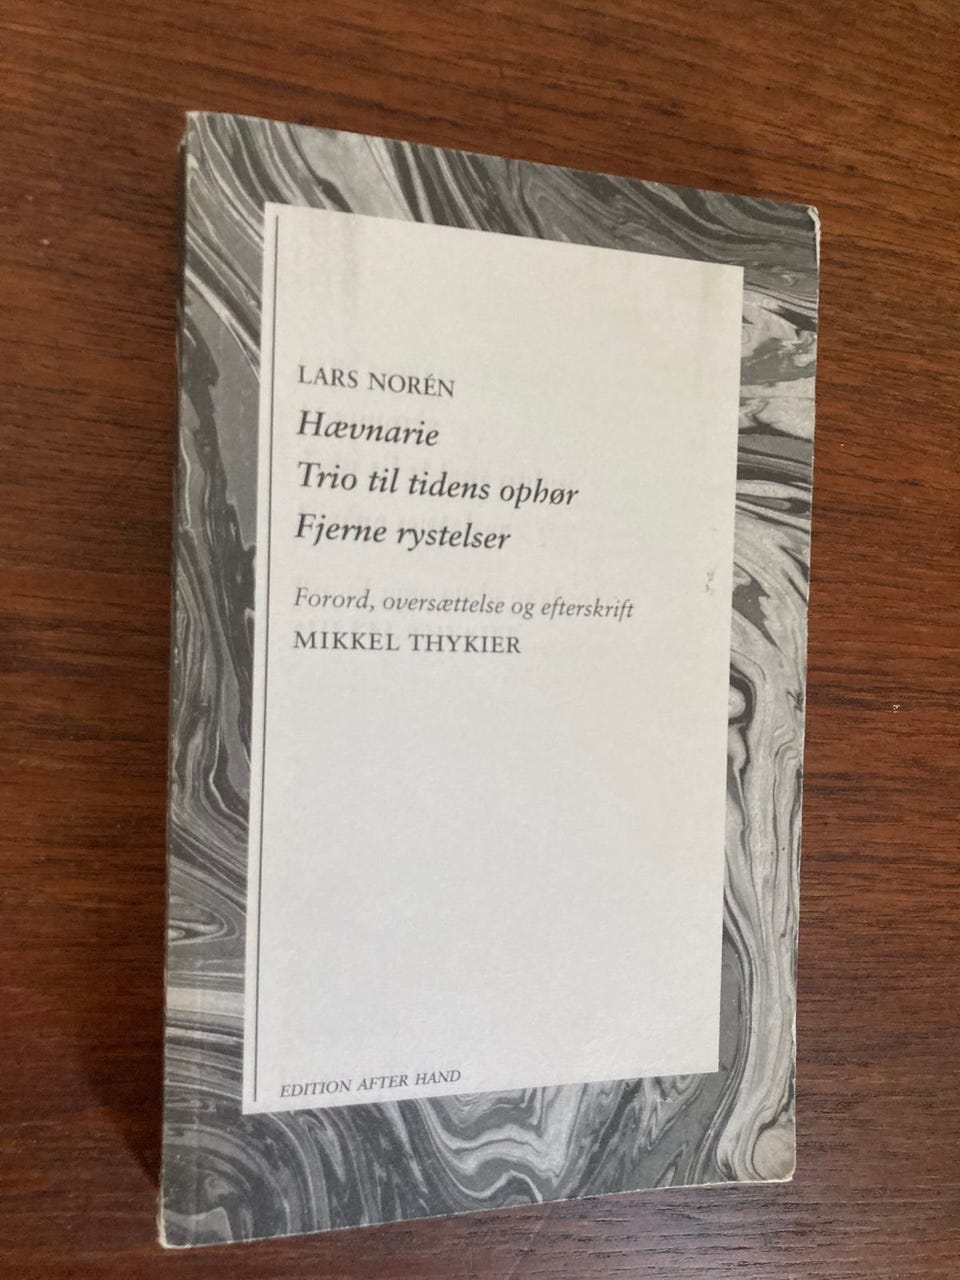 LARS NORÉN
Hævnarie
Trio til tidens ophør
Fjerne rystelser
Forord, oversættelse og efterskrift
MIKKEL THYKIER
EDITION AFTER HAND